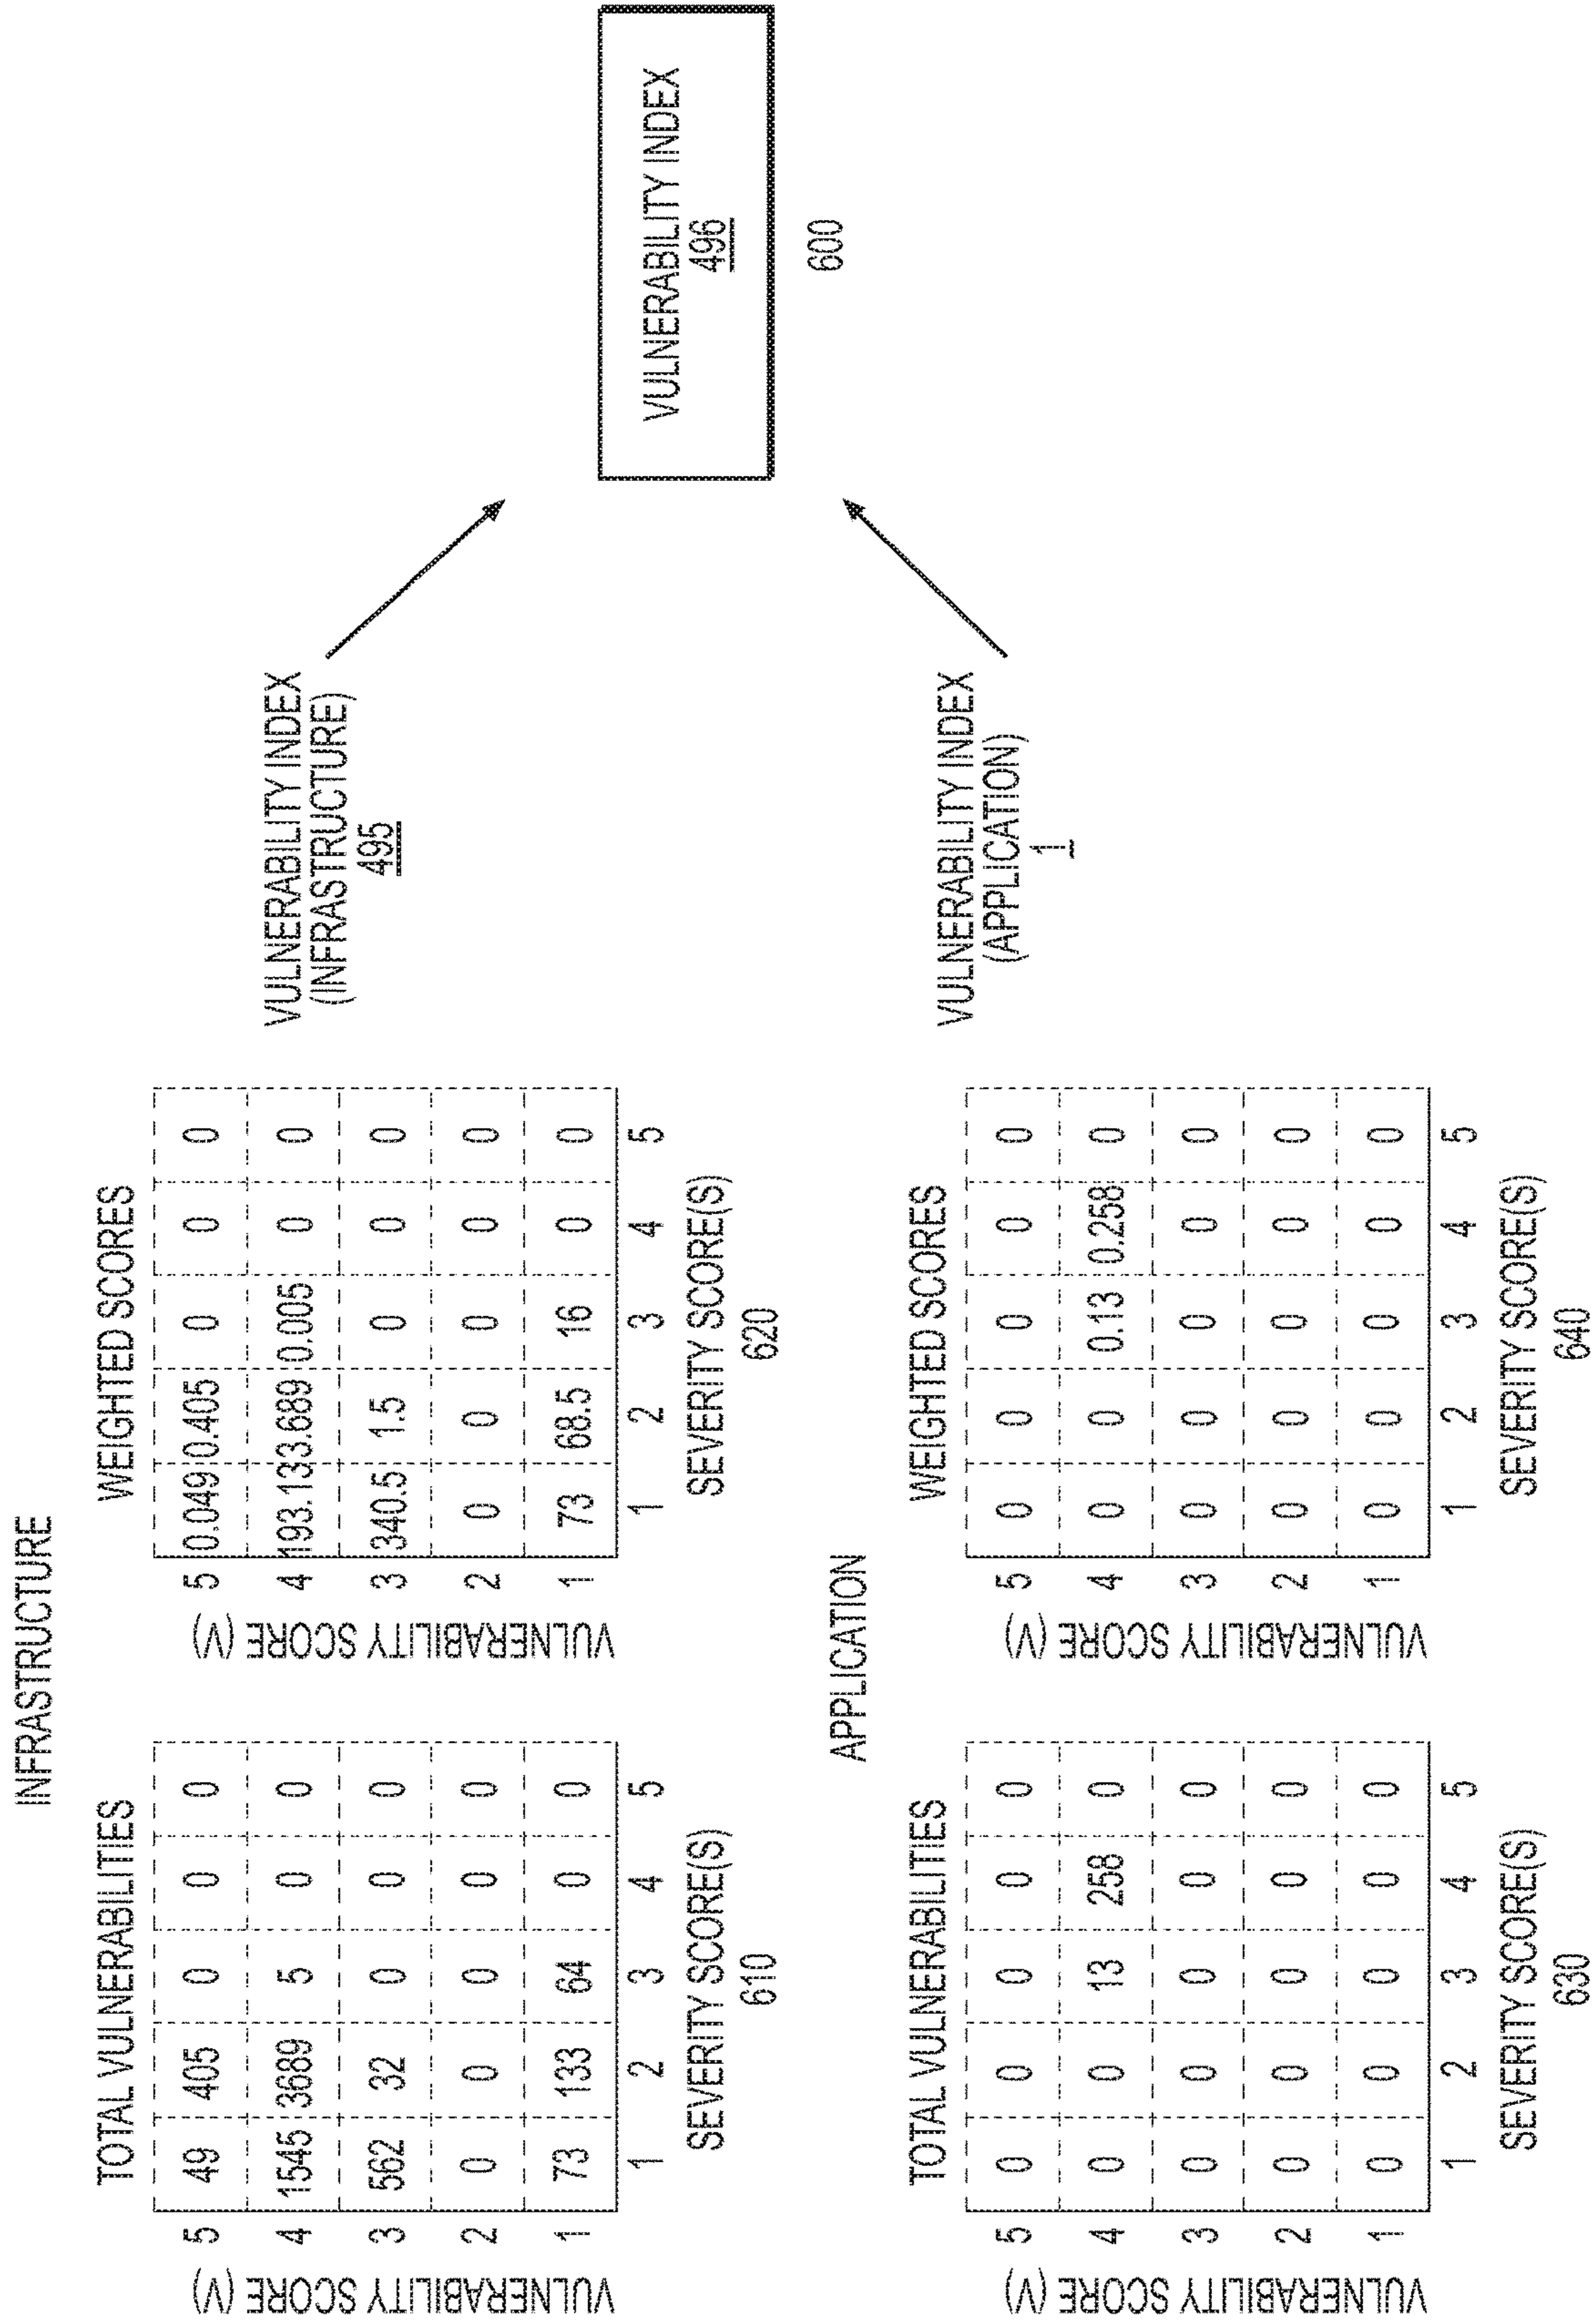 INFRASTRUCTURE
TOTAL VULNERABILITIES
VULNERABILITY SCORE (V)
5 49 405 0 0 0
4 1545 3689 5 0 0
3 562 32 0 0 0
2 0 0 0 0 0
1 73 133 64 0 0
1 2 3 4 5
SEVERITY SCORE(S)
610
WEIGHTED SCORES
VULNERABILITY SCORE (V)
5 0.049 0.405 0 0 0
4 193.13 3.689 0.005 0 0
3 340.5 1.5 0 0 0
2 0 0 0 0 0
1 73 68.5 16 0 0
1 2 3 4 5
SEVERITY SCORE(S)
620
VULNERABILITY INDEX
(INFRASTRUCTURE)
495
APPLICATION
TOTAL VULNERABILITIES
VULNERABILITY SCORE (V)
5 0 0 0 0 0
4 0 0 13 258 0
3 0 0 0 0 0
2 0 0 0 0 0
1 0 0 0 0 0
1 2 3 4 5
SEVERITY SCORE(S)
630
WEIGHTED SCORES
VULNERABILITY SCORE (V)
5 0 0 0 0 0
4 0 0 0.13 0.258 0
3 0 0 0 0 0
2 0 0 0 0 0
1 0 0 0 0 0
1 2 3 4 5
SEVERITY SCORE(S)
640
VULNERABILITY INDEX
(APPLICATION)
1
VULNERABILITY INDEX
496
600